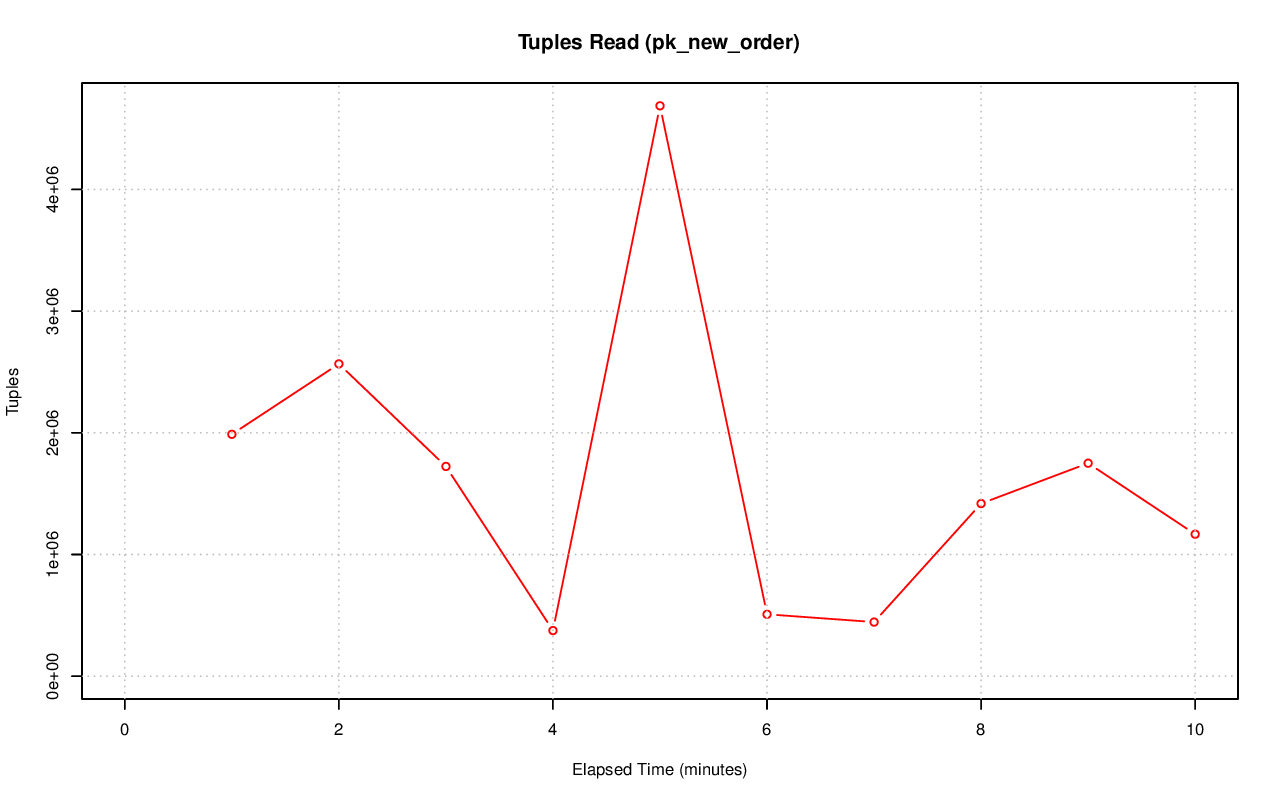 Tuples Read (pk_new_order)
Tuples
4e+06
3e+06
2e+06
1e+06
0e+00
0 2 4 6 8 10
Elapsed Time (minutes)